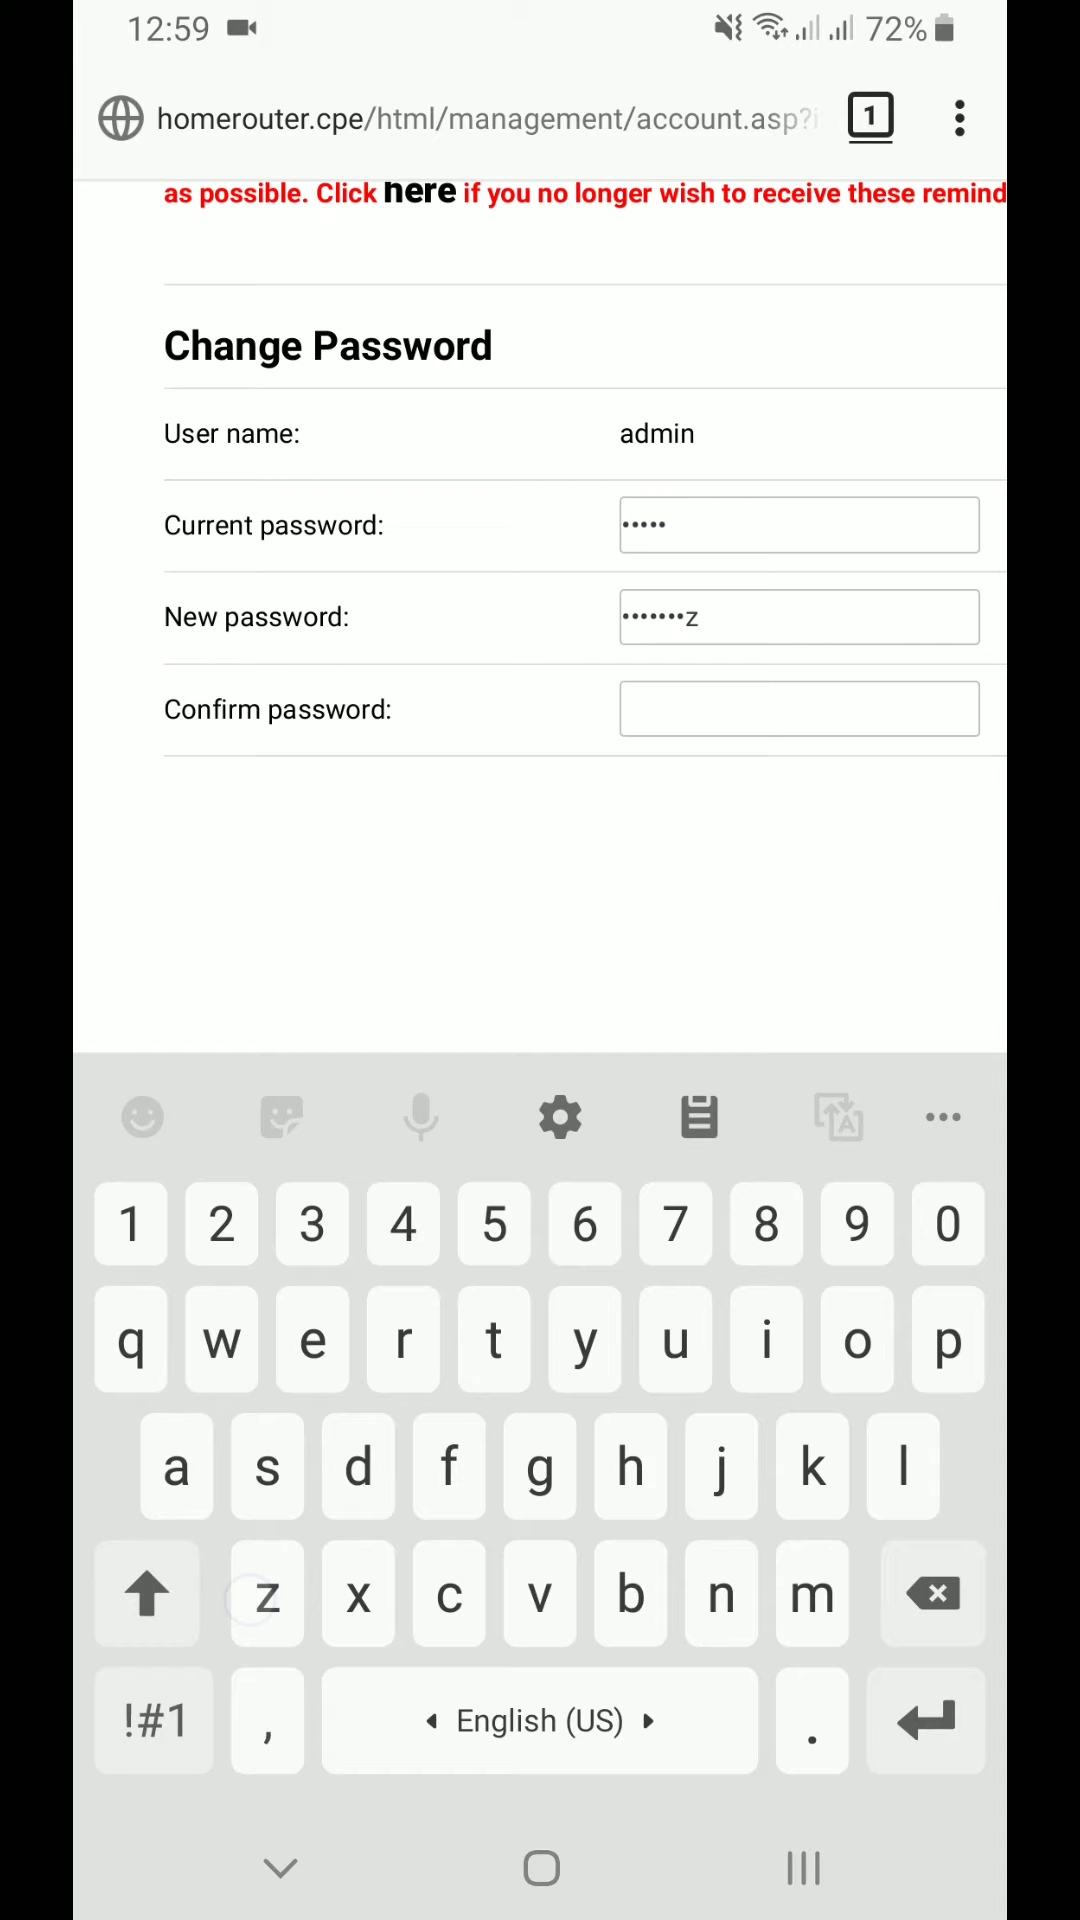 12:59 72%
homerouter.cpe/html/management/account.asp?i 1
as possible. Click here if you no longer wish to receive these remind
Change Password
User name: admin
Current password: •••••
New password: •••••••z
Confirm password:
1 2 3 4 5 6 7 8 9 0
q w e r t y u i o p
a s d f g h j k l
z x c v b n m
!#1 , English (US) .